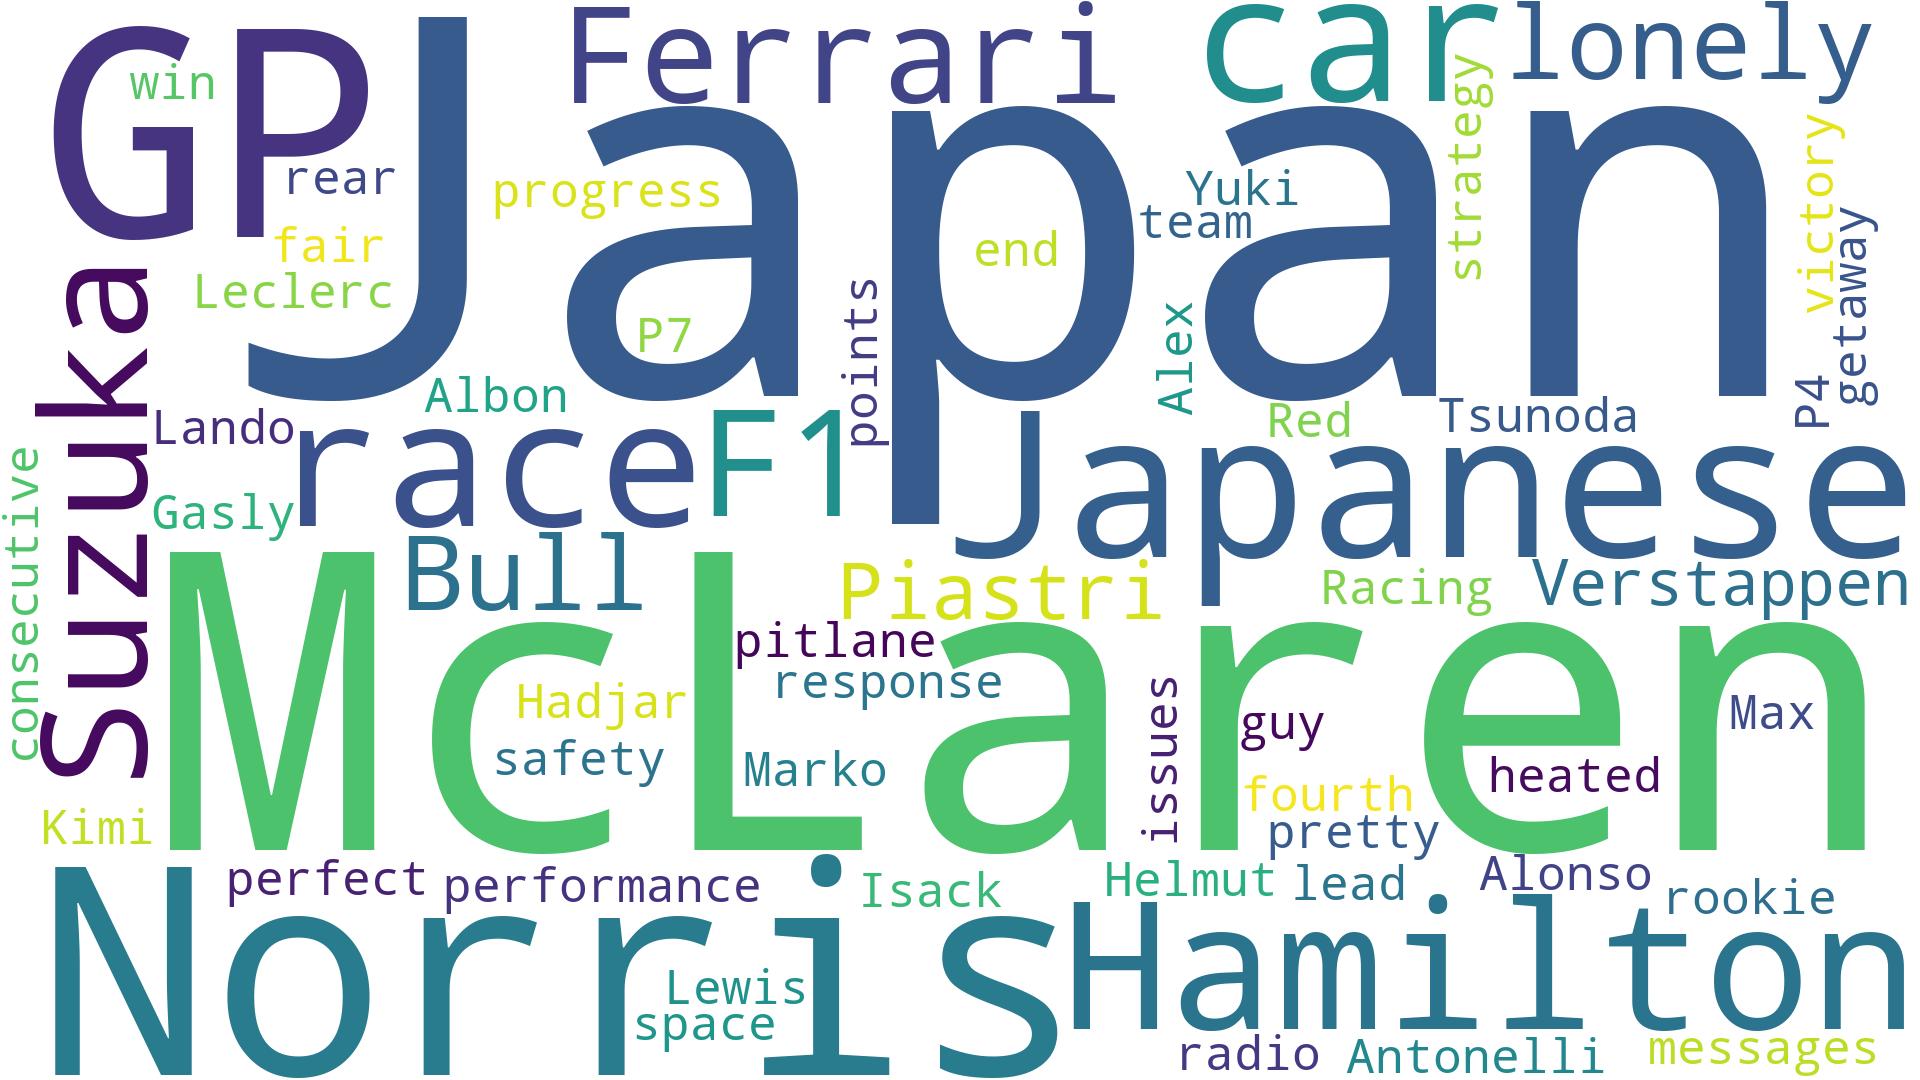 GP
Japan
Ferrari
car
lonely
win
rear
fair
Leclerc
progress
end
P7
points
Yuki
team
Alex
strategy
victory
getaway
P4
Suzuka
consecutive
Lando
Albon
race
F1
Red
Tsunoda
Japanese
Gasly
Bull
Piastri
Racing
Verstappen
McLaren
pitlane
response
Hadjar
safety
Marko
issues
guy
Max
heated
fourth
pretty
Kimi
perfect
performance
Isack
Helmut
lead
Alonso
rookie
Norris
Hamilton
Lewis
space
radio
Antonelli
messages